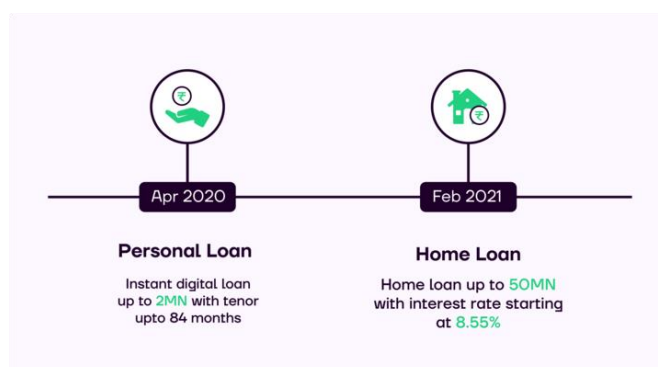 ₹
₹
Apr 2020
Feb 2021
Personal Loan
Instant digital loan
up to 2MN with tenor
upto 84 months
Home Loan
Home loan up to 50MN
with interest rate starting
at 8.55%